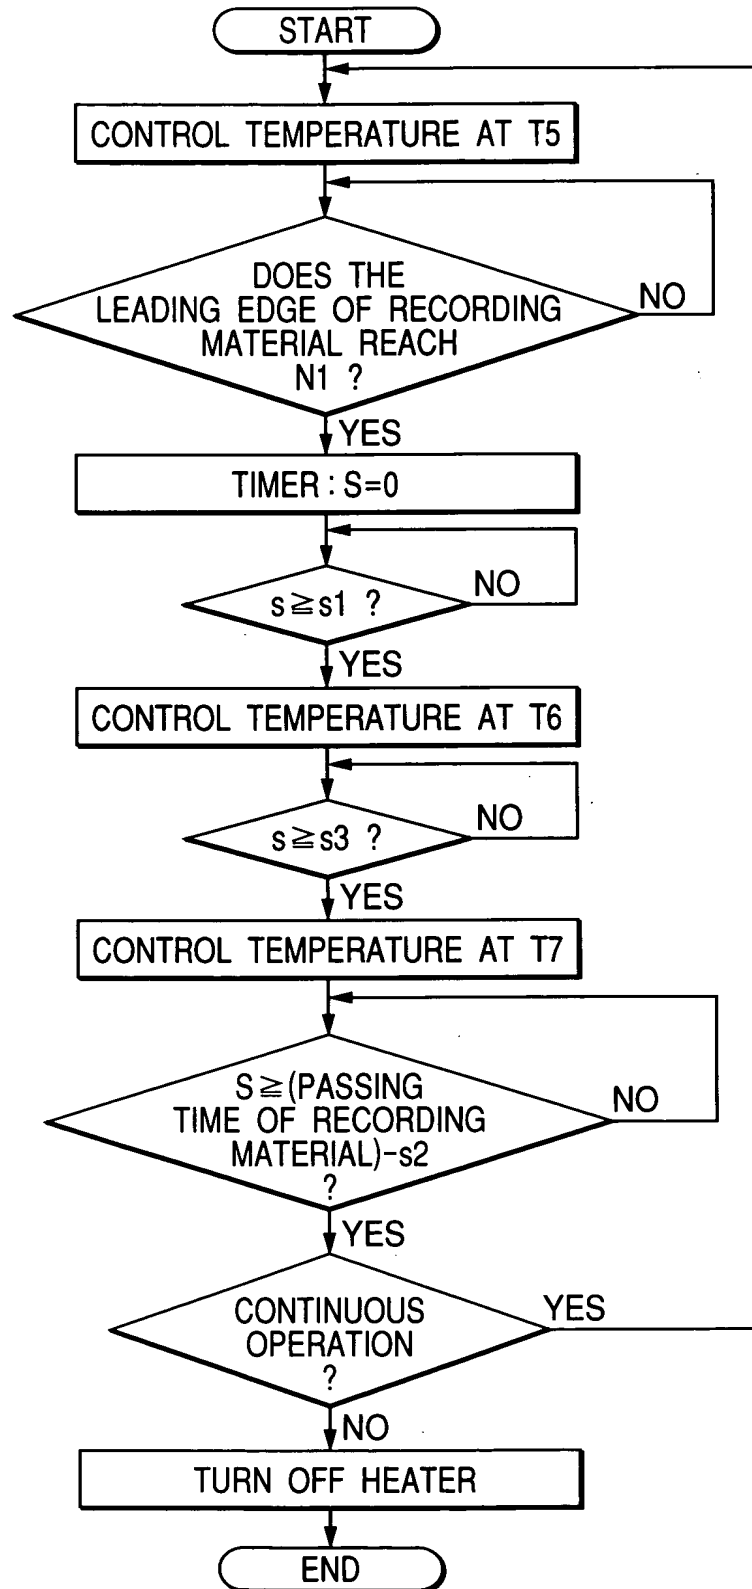 START
CONTROL TEMPERATURE AT T5
DOES THE
LEADING EDGE OF RECORDING
MATERIAL REACH
N1 ?
NO
YES
TIMER : S=0
s≧s1 ?
NO
YES
CONTROL TEMPERATURE AT T6
s≧s3 ?
NO
YES
CONTROL TEMPERATURE AT T7
S≧(PASSING
TIME OF RECORDING
MATERIAL)-s2
?
NO
YES
CONTINUOUS
OPERATION
?
YES
NO
TURN OFF HEATER
END